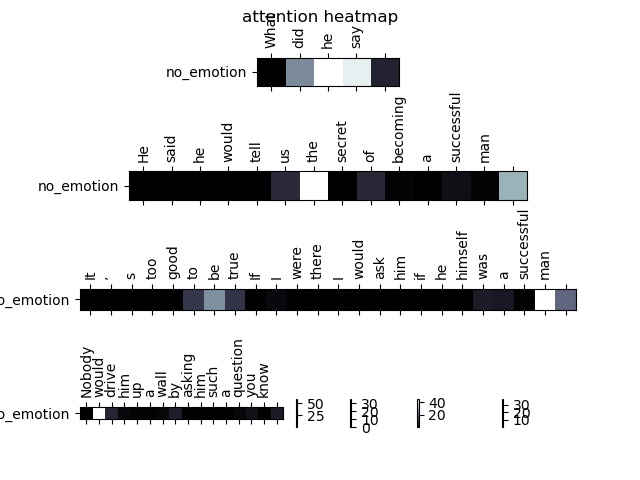 attention heatmap
What did he say
no_emotion
He said he would tell us the secret of becoming a successful man
no_emotion
It , s too good to be true If I were there I would ask him if he himself was a successful man
o_emotion
Nobody would drive him up a wall by asking him such a question you know
o_emotion
50
25
30
20
10
0
40
20
30
20
10